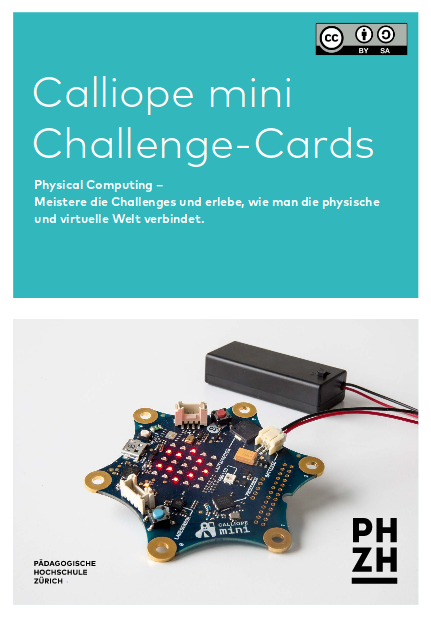 cc
BY SA
Calliope mini
Challenge-Cards
Physical Computing –
Meistere die Challenges und erlebe, wie man die physische
und virtuelle Welt verbindet.
CALLIOPE
mini
PÄDAGOGISCHE
HOCHSCHULE
ZÜRICH
PH
ZH